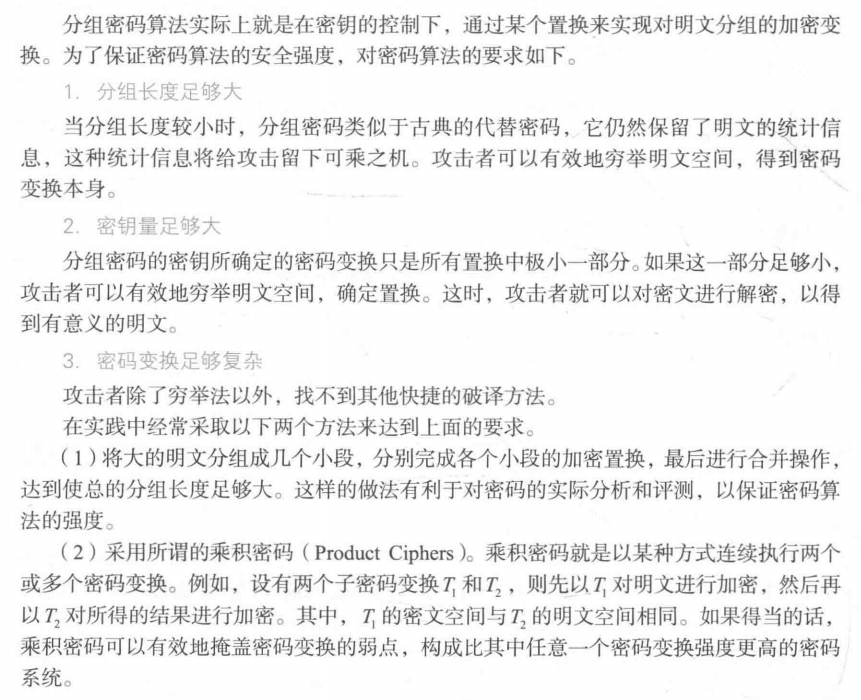 分组密码算法实际上就是在密钥的控制下，通过某个置换来实现对明文分组的加密变
换。为了保证密码算法的安全强度，对密码算法的要求如下。
1. 分组长度足够大
当分组长度较小时，分组密码类似于古典的代替密码，它仍然保留了明文的统计信
息，这种统计信息将给攻击留下可乘之机。攻击者可以有效地穷举明文空间，得到密码
变换本身。
2. 密钥量足够大
分组密码的密钥所确定的密码变换只是所有置换中极小一部分。如果这一部分足够小，
攻击者可以有效地穷举明文空间，确定置换。这时，攻击者就可以对密文进行解密，以得
到有意义的明文。
3. 密码变换足够复杂
攻击者除了穷举法以外，找不到其他快捷的破译方法。
在实践中经常采取以下两个方法来达到上面的要求。
（1）将大的明文分组成几个小段，分别完成各个小段的加密置换，最后进行合并操作，
达到使总的分组长度足够大。这样的做法有利于对密码的实际分析和评测，以保证密码算
法的强度。
（2）采用所谓的乘积密码（Product Ciphers）。乘积密码就是以某种方式连续执行两个
或多个密码变换。例如，设有两个子密码变换T₁和T₂，则先以T₁对明文进行加密，然后再
以T₂对所得的结果进行加密。其中，T₁的密文空间与T₂的明文空间相同。如果得当的话，
乘积密码可以有效地掩盖密码变换的弱点，构成比其中任意一个密码变换强度更高的密码
系统。